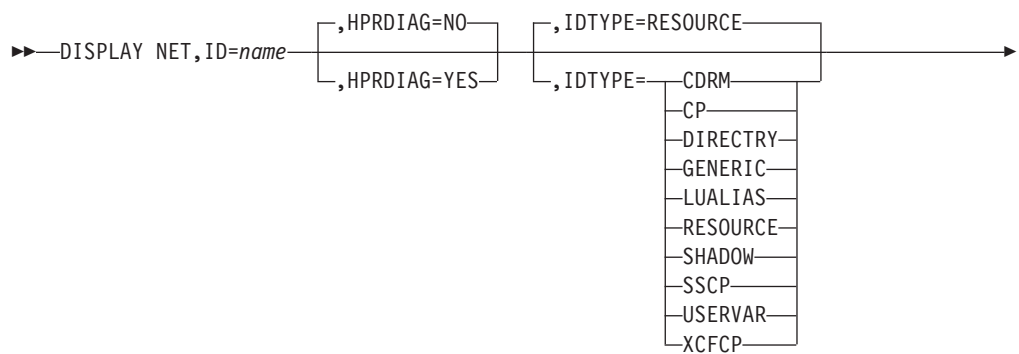 ,HPRDIAG=NO ,IDTYPE=RESOURCE
DISPLAY NET,ID=name
,HPRDIAG=YES ,IDTYPE= CDRM
CP
DIRECTRY
GENERIC
LUALIAS
RESOURCE
SHADOW
SSCP
USERVAR
XCFCP